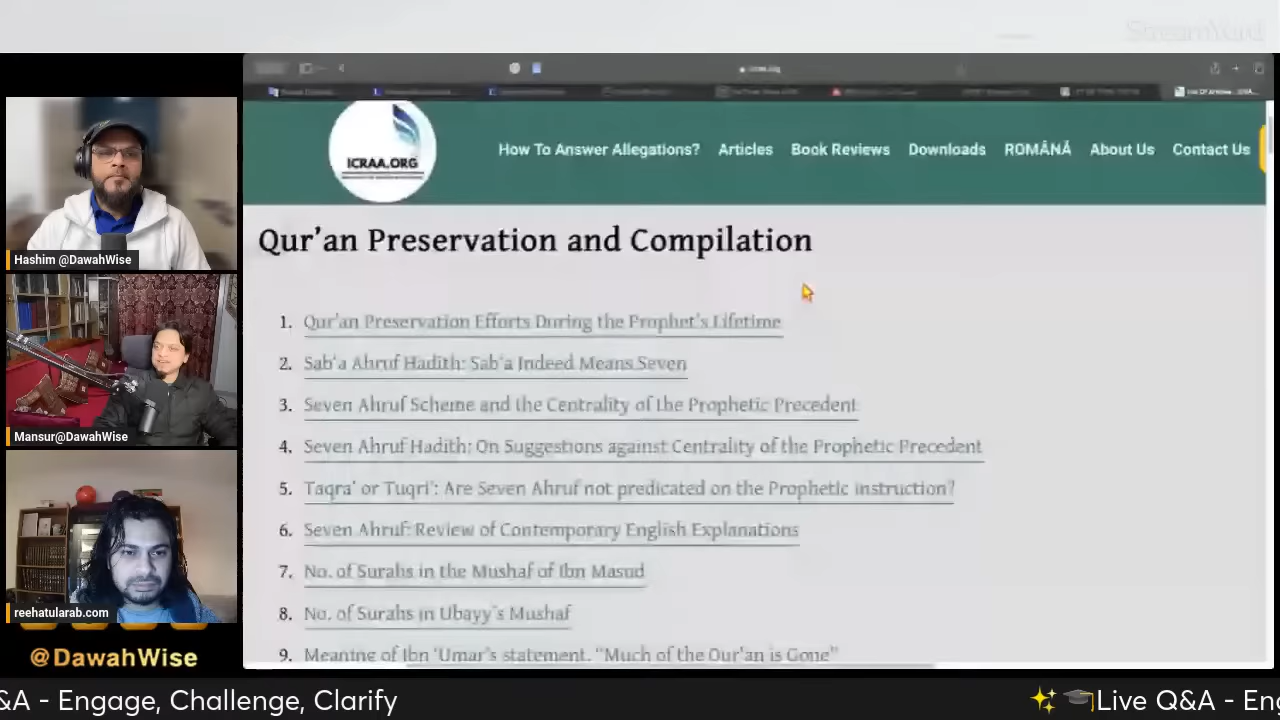 StreamYard
ICRAA.ORG
How To Answer Allegations?
Articles
Book Reviews
Downloads
ROMÂNĂ
About Us
Contact Us
Qur'an Preservation and Compilation
1. Qur'an Preservation Efforts During the Prophet's Lifetime
2. Sab'a Ahruf Hadith: Sab'a Indeed Means Seven
3. Seven Ahruf Scheme and the Centrality of the Prophetic Precedent
4. Seven Ahruf Hadith: On Suggestions against Centrality of the Prophetic Precedent
5. Taqra' or Tuqri': Are Seven Ahruf not predicated on the Prophetic instruction?
6. Seven Ahruf: Review of Contemporary English Explanations
7. No. of Surahs in the Mushaf of Ibn Masud
8. No. of Surahs in Ubayy's Mushaf
9. Meaning of Ibn 'Umar's statement, "Much of the Qur'an is Gone"
Hashim @DawahWise
Mansur@DawahWise
reehatularab.com
@DawahWise
&A - Engage, Challenge, Clarify
✨🎓Live Q&A - Eng